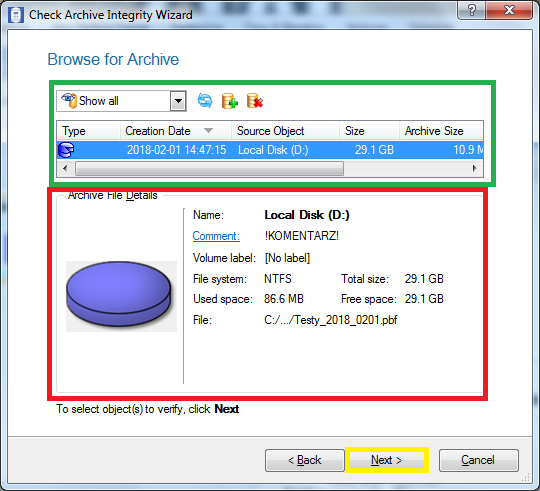 Check Archive Integrity Wizard
Browse for Archive
Show all
Type Creation Date Source Object Size Archive Size
2018-02-01 14:47:15 Local Disk (D:) 29.1 GB 10.9 M
Archive File Details
Name: Local Disk (D:)
Comment: !KOMENTARZ!
Volume label: [No label]
File system: NTFS Total size: 29.1 GB
Used space: 86.6 MB Free space: 29.1 GB
File: C:/.../Testy_2018_0201.pbf
To select object(s) to verify, click Next
< Back Next > Cancel